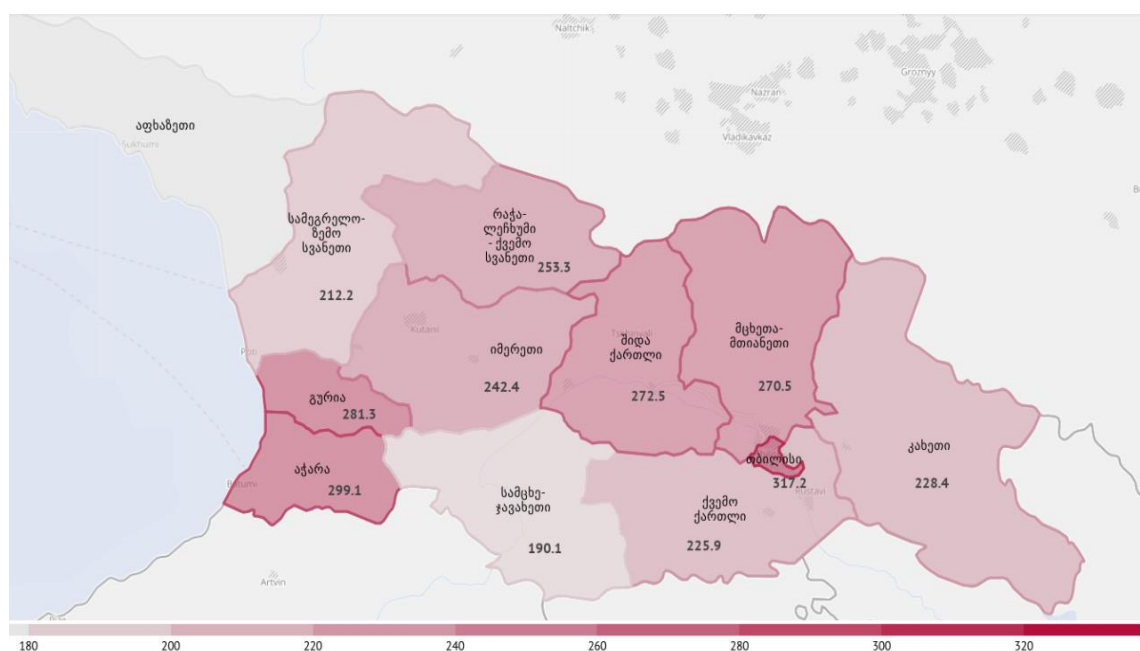 Naltchik
Groznyy
Nazran
Vladikavkaz
აფხაზეთი
Sukhumi
სამეგრელო-
ზემო
სვანეთი
212.2
რაჭა-
ლეჩხუმი
- ქვემო
სვანეთი
253.3
Poti
Kutaisi
იმერეთი
242.4
შიდა
ქართლი
272.5
მცხეთა-
მთიანეთი
270.5
გურია
281.3
აჭარა
299.1
Batumi
სამცხე-
ჯავახეთი
190.1
თბილისი
317.2
Rustavi
ქვემო
ქართლი
225.9
კახეთი
228.4
Artvin
180 200 220 240 260 280 300 320